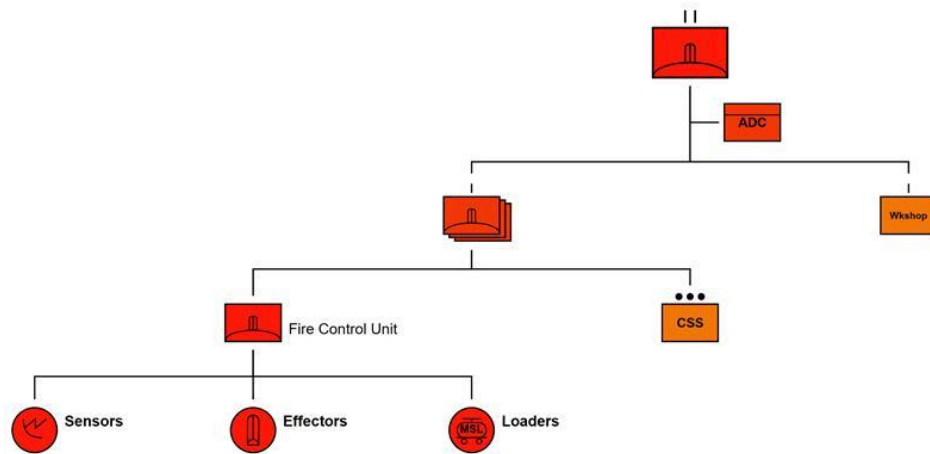 ADC
Wkshop
CSS
Fire Control Unit
Sensors
Effectors
MSL
Loaders